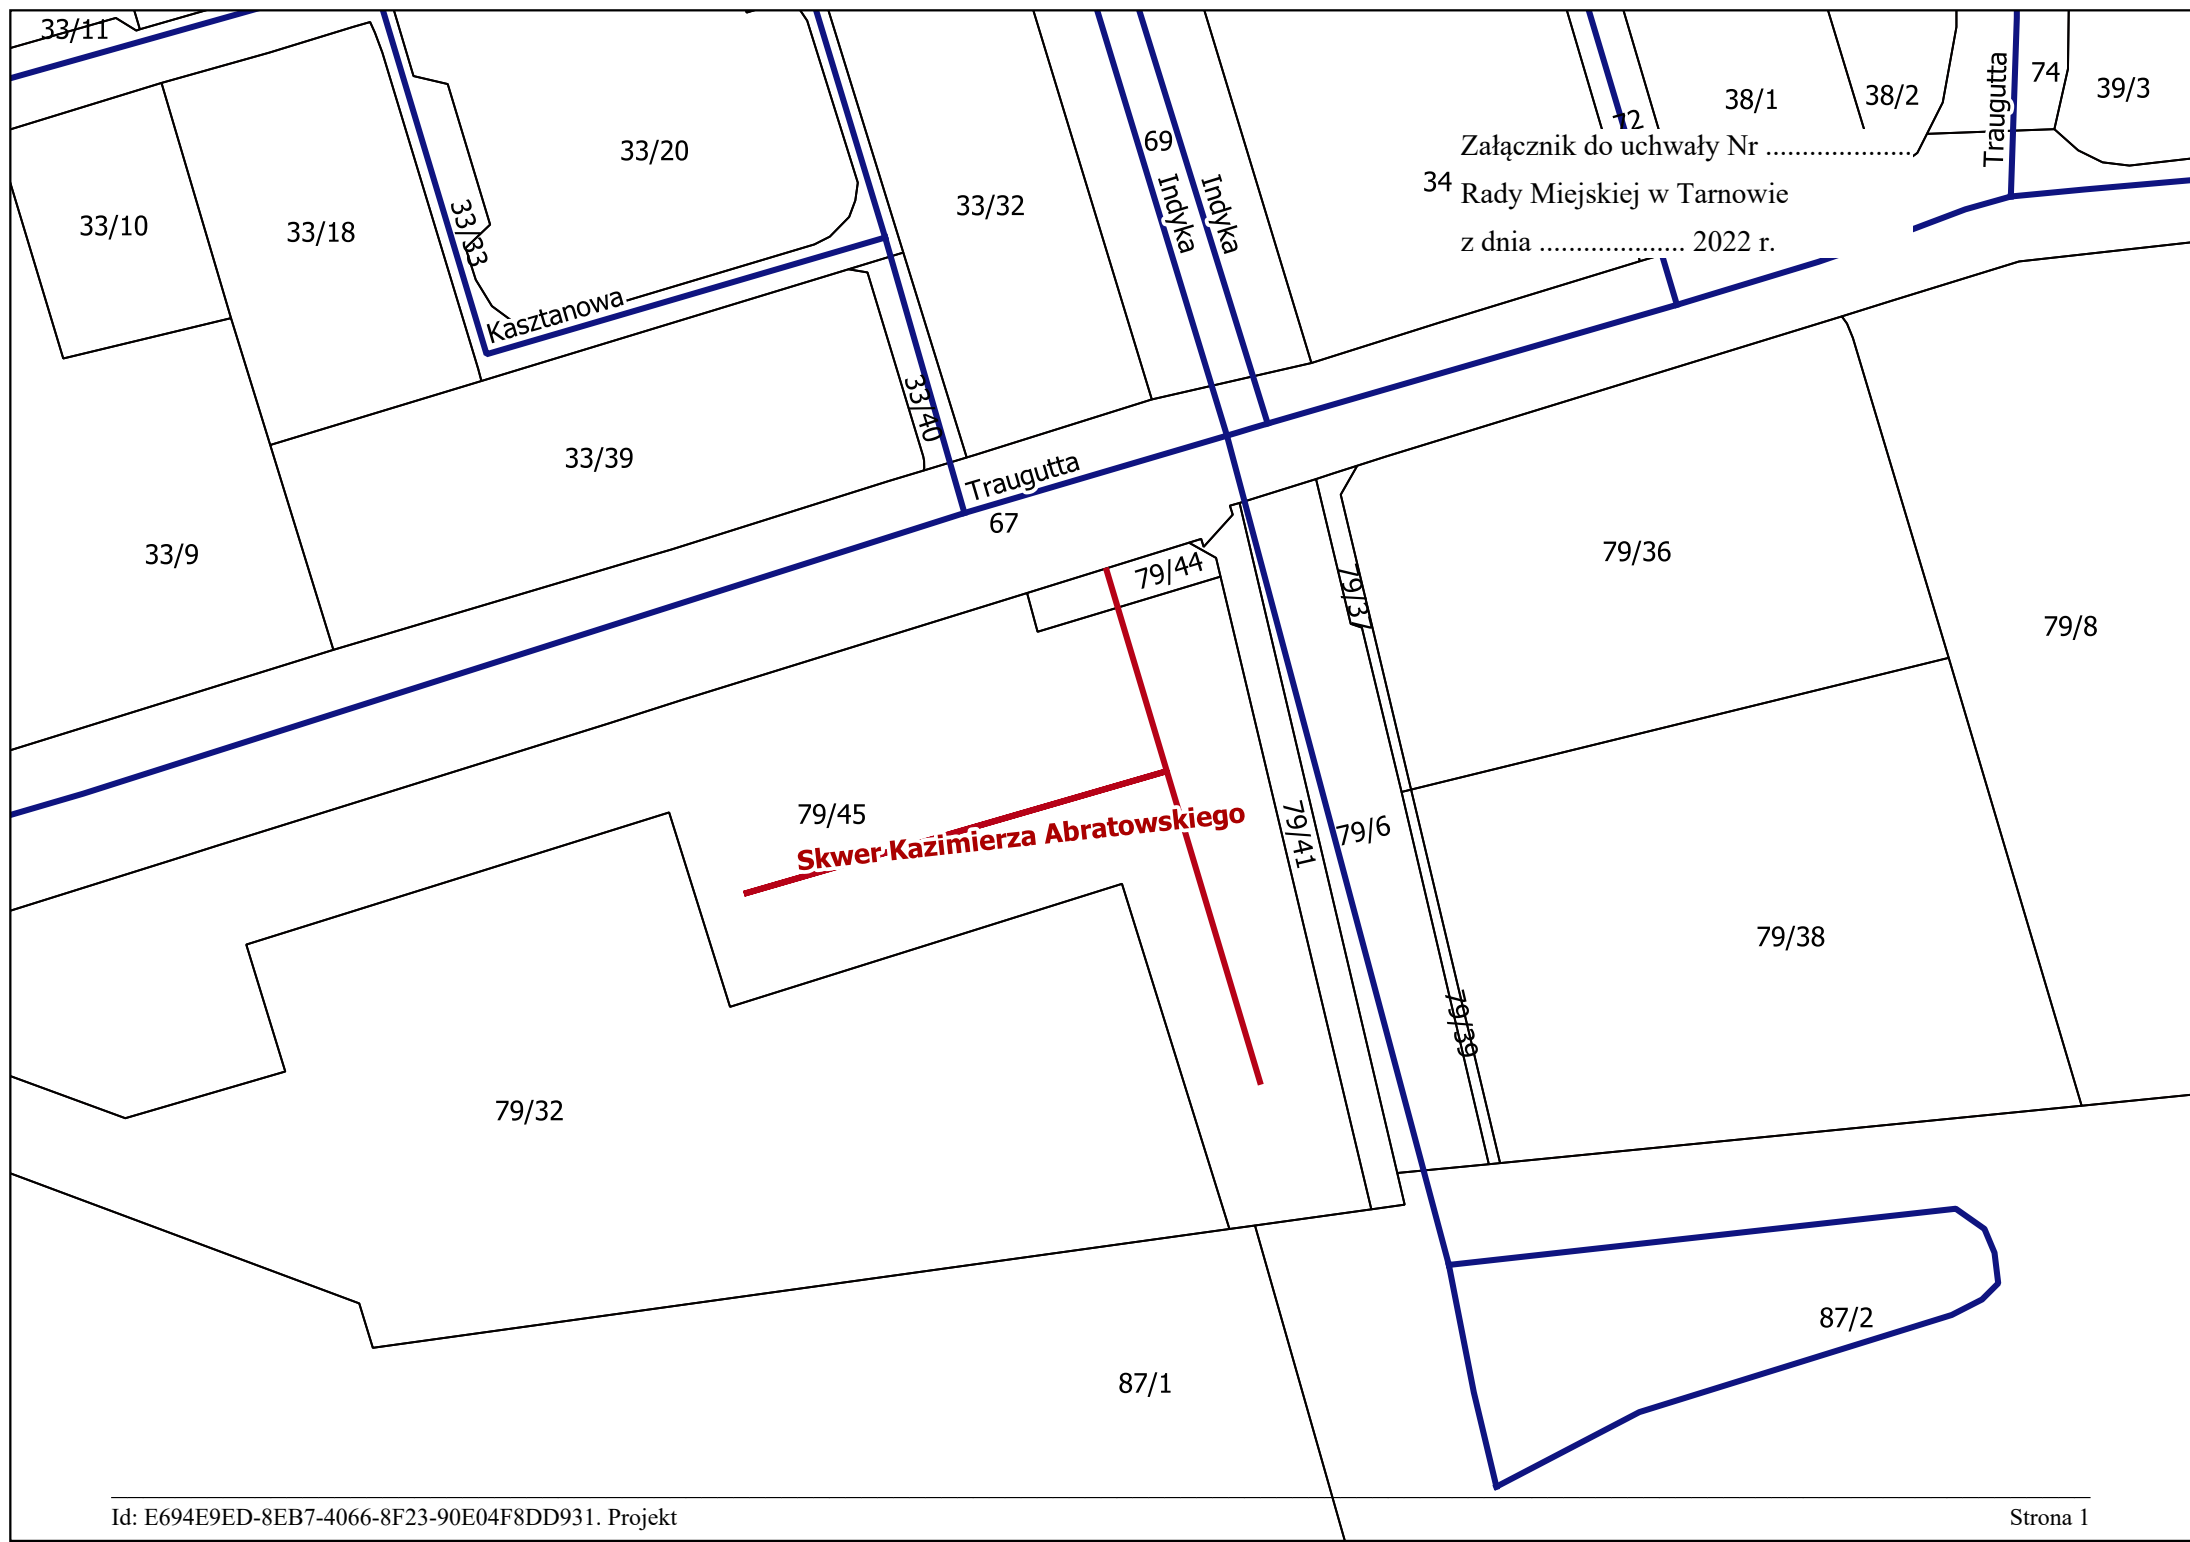 33/11
33/20
33/10
33/18
33/33
33/32
69
Indyka
Indyka
72
38/1
38/2
Traugutta
74
39/3
34
Załącznik do uchwały Nr ....................
Rady Miejskiej w Tarnowie
z dnia .................... 2022 r.
Kasztanowa
33/40
33/39
Traugutta
67
33/9
79/44
79/37
79/36
79/8
79/45
Skwer Kazimierza Abratowskiego
79/41
79/6
79/38
79/39
79/32
87/2
87/1
Id: E694E9ED-8EB7-4066-8F23-90E04F8DD931. Projekt
Strona 1